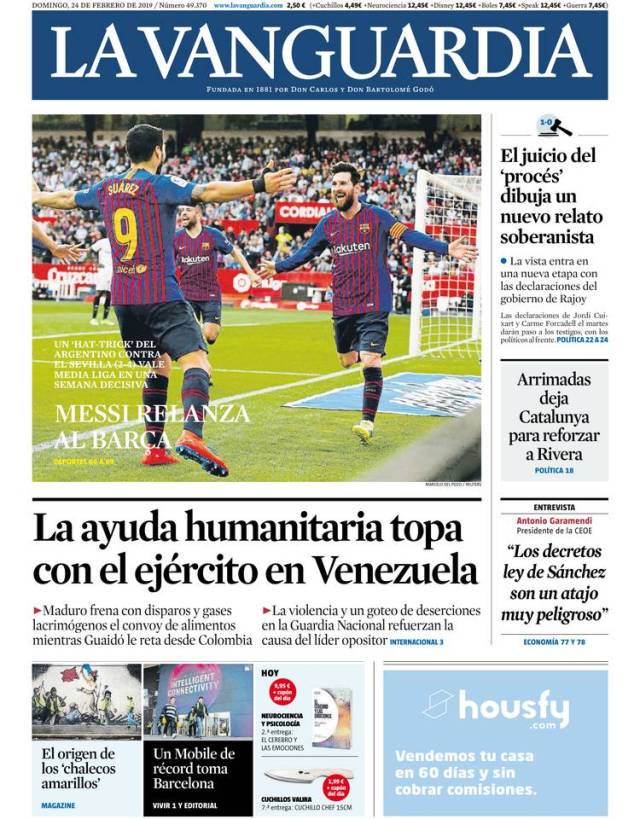 DOMINGO, 24 DE FEBRERO DE 2019 / Número 49.370 www.lavanguardia.com 2,50 € (+Cuchillos 4,49€ +Neurociencia 12,45€ +Disney 12,45€ +Boles 7,45€ +Speak 12,45€ +Guerra 7,45€)
LA VANGUARDIA
FUNDADA EN 1881 POR DON CARLOS Y DON BARTOLOMÉ GODÓ
SUÁREZ
9
unicef
Rakuten
CORDIAL
UN ‘HAT-TRICK’ DEL
ARGENTINO CONTRA
EL SEVILLA (2-4) VALE
MEDIA LIGA EN UNA
SEMANA DECISIVA
MESSI RELANZA
AL BARÇA
MARCELO DEL POZO / REUTERS
1-O
El juicio del
‘procés’
dibuja un
nuevo relato
soberanista
● La vista entra en
una nueva etapa con
las declaraciones del
gobierno de Rajoy
Las declaraciones de Jordi Cui-
xart y Carme Forcadell el martes
darán paso a los testigos, con los
políticos al frente. POLÍTICA 22 A 24
Arrimadas
deja
Catalunya
para reforzar
a Rivera
POLÍTICA 18
ENTREVISTA
Antonio Garamendi
Presidente de la CEOE
“Los decretos
ley de Sánchez
son un atajo
muy peligroso”
ECONOMÍA 77 Y 78
La ayuda humanitaria topa
con el ejército en Venezuela
►Maduro frena con disparos y gases
lacrimógenos el convoy de alimentos
mientras Guaidó le reta desde Colombia
►La violencia y un goteo de deserciones
en la Guardia Nacional refuerzan la
causa del líder opositor INTERNACIONAL 3
El origen de
los ‘chalecos
amarillos’
MAGAZINE
INTELLIGENT
CONNECTIVITY
Un Mobile de
récord toma
Barcelona
VIVIR 1 Y EDITORIAL
HOY
9,95 €
+ cupón
del día
NEUROCIENCIA
Y PSICOLOGÍA
2.ª entrega:
EL CEREBRO Y
LAS EMOCIONES
1,99 €
+ cupón
del día
CUCHILLOS VALIRA
7.ª entrega: CUCHILLO CHEF 15CM
housfy
.com
Vendemos tu casa
en 60 días y sin
cobrar comisiones.